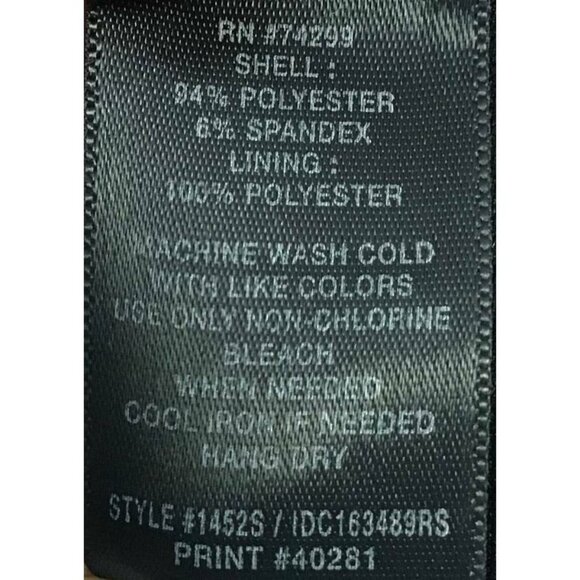 RN #74299
SHELL :
94% POLYESTER
6% SPANDEX
LINING :
100% POLYESTER
MACHINE WASH COLD
WITH LIKE COLORS
USE ONLY NON-CHLORINE
BLEACH
WHEN NEEDED
COOL IRON IF NEEDED
HANG DRY
STYLE #1452S / IDC163489RS
PRINT #40281